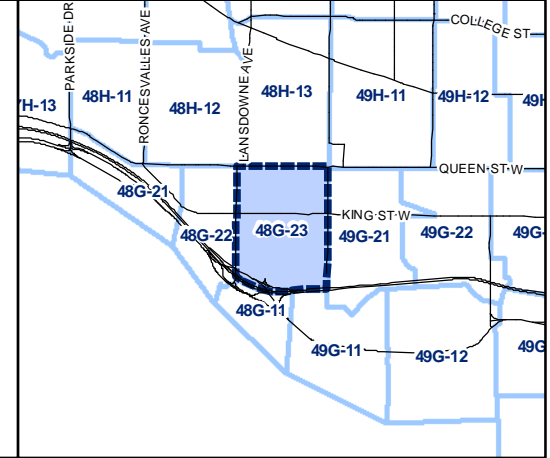 COLLEGE ST
PARKSIDE DR
RONCESVALLES AVE
LANSDOWNE AVE
H-13
48H-11
48H-12
48H-13
49H-11
49H-12
49H
QUEEN ST W
48G-21
KING ST W
48G-22
48G-23
49G-21
49G-22
49G-
48G-11
49G-11
49G-12
49G